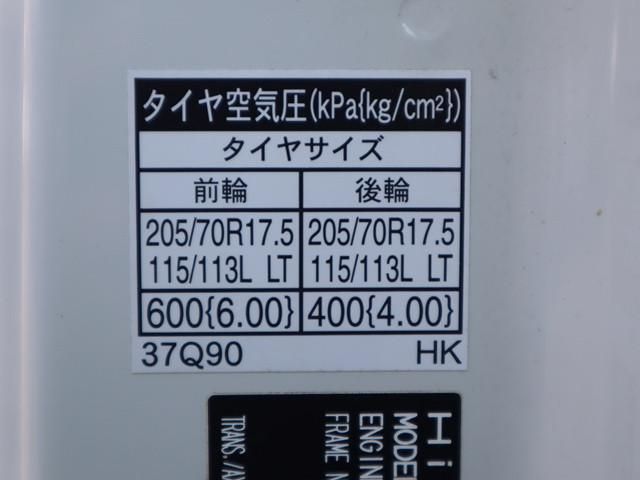 タイヤ空気圧(kPa{kg/cm²})
タイヤサイズ
前輪 後輪
205/70R17.5 205/70R17.5
115/113L LT 115/113L LT
600{6.00} 400{4.00}
37Q90 HK
Hi
MODE
ENGIN
FRAME N
TRANS./AX